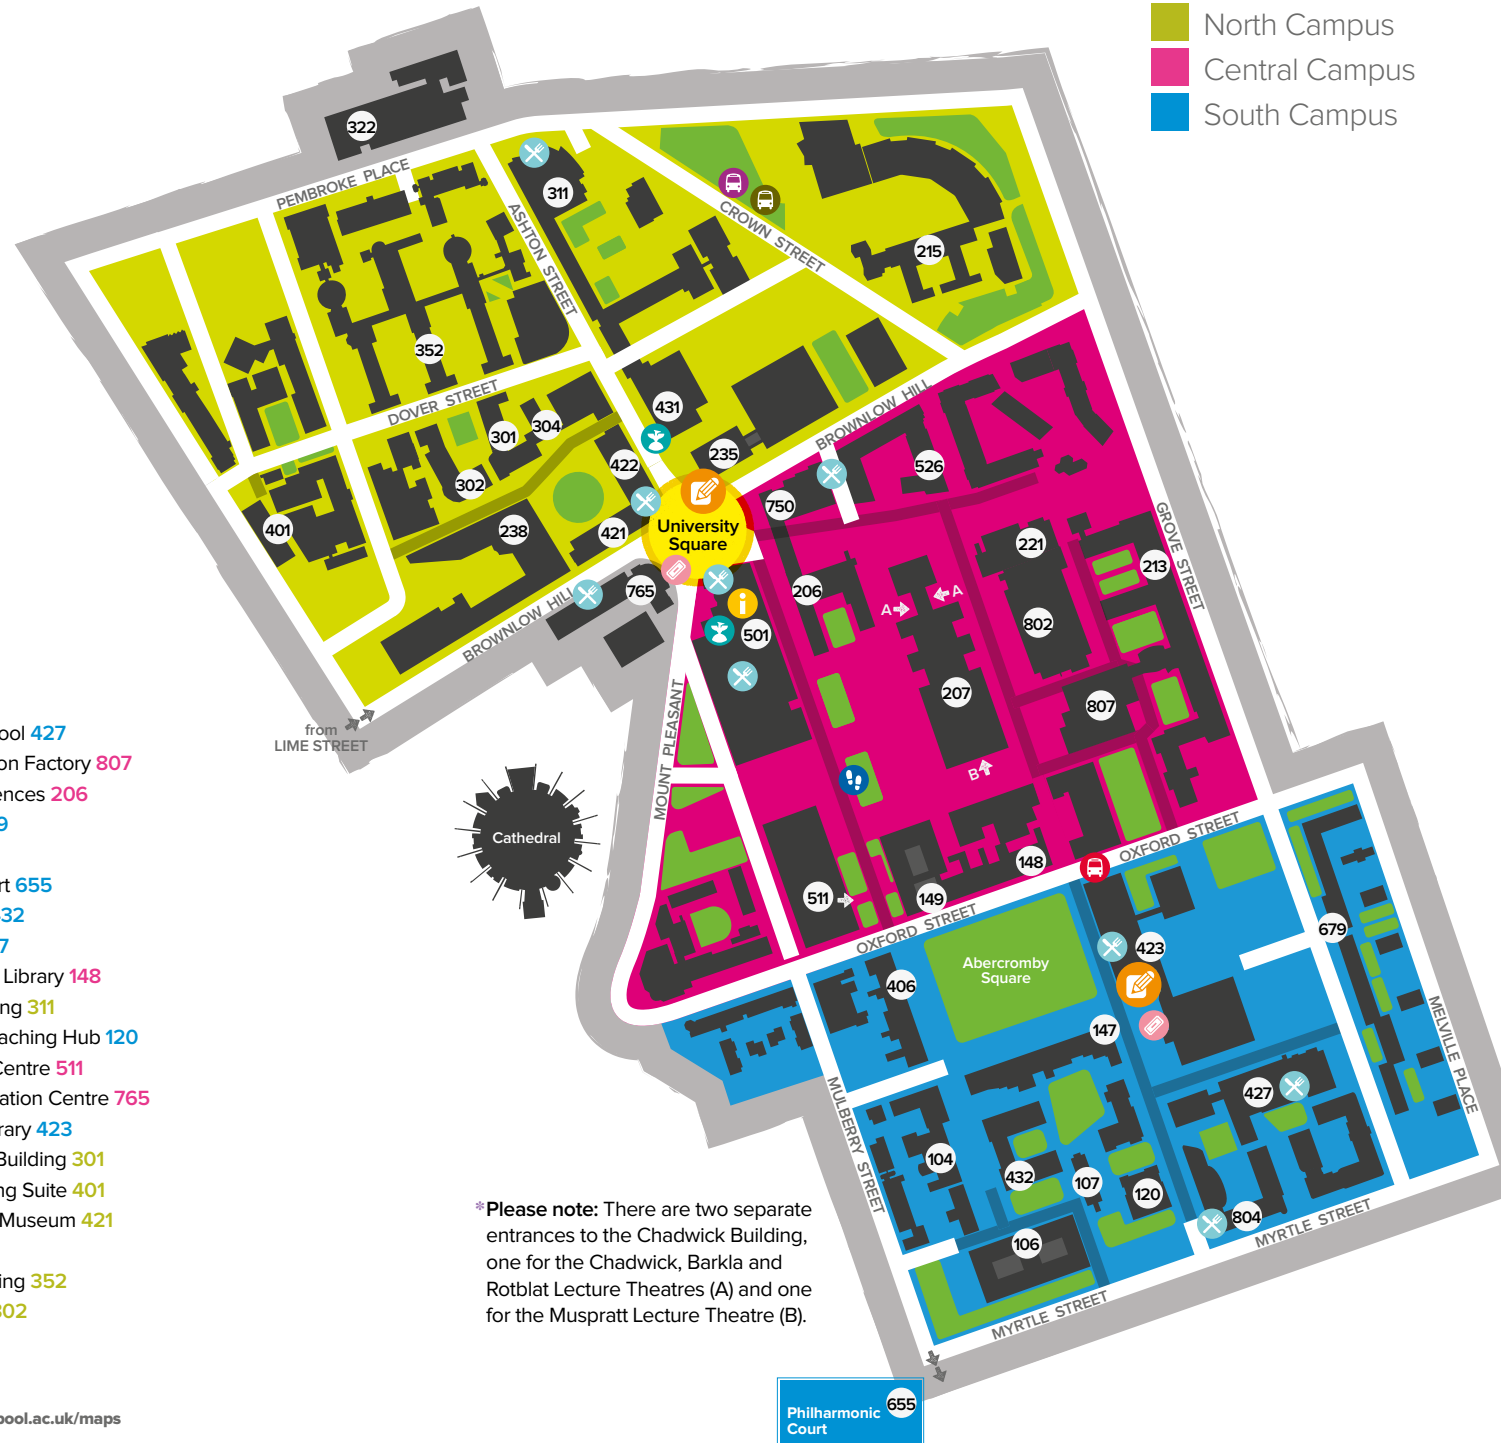 North Campus
Central Campus
South Campus
322
PEMBROKE PLACE
311
ASHTON STREET
CROWN STREET
215
352
DOVER STREET
431
301
304
302
422
235
BROWNLOW HILL
526
750
401
238
421
University
Square
221
213
GROVE STREET
765
206
A
A
802
501
BROWNLOW HILL
MOUNT PLEASANT
207
807
from
LIME STREET
B
Cathedral
148
OXFORD STREET
511
149
OXFORD STREET
679
423
Abercromby
Square
406
147
MELVILLE PLACE
MULBERRY STREET
427
104
432
107
120
804
MYRTLE STREET
106
MYRTLE STREET
Philharmonic
Court
655
ool 427
on Factory 807
ences 206
9
rt 655
32
7
Library 148
ing 311
aching Hub 120
Centre 511
ation Centre 765
rary 423
Building 301
ng Suite 401
Museum 421
ing 352
302
*Please note: There are two separate
entrances to the Chadwick Building,
one for the Chadwick, Barkla and
Rotblat Lecture Theatres (A) and one
for the Muspratt Lecture Theatre (B).
pool.ac.uk/maps